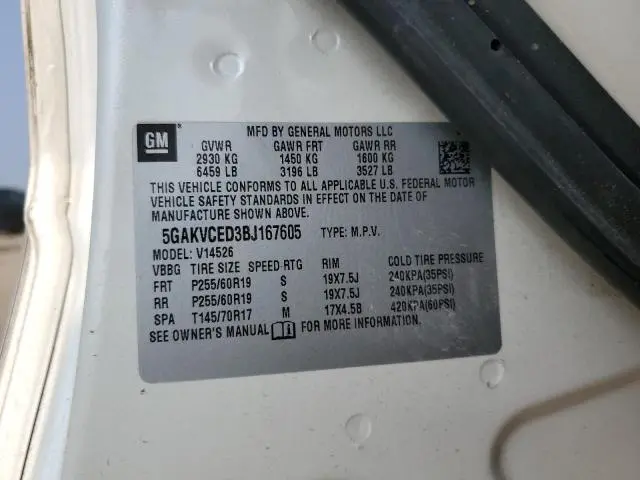 GM
MFD BY GENERAL MOTORS LLC
GVWR GAWR FRT GAWR RR
2930 KG 1450 KG 1600 KG
6459 LB 3196 LB 3527 LB
THIS VEHICLE CONFORMS TO ALL APPLICABLE U.S. FEDERAL MOTOR
VEHICLE SAFETY STANDARDS IN EFFECT ON THE DATE OF
MANUFACTURE SHOWN ABOVE.
5GAKVCED3BJ167605 TYPE: M.P.V.
MODEL: V14526
VBBG TIRE SIZE SPEED RTG RIM COLD TIRE PRESSURE
FRT P255/60R19 S 19X7.5J 240KPA(35PSI)
RR P255/60R19 S 19X7.5J 240KPA(35PSI)
SPA T145/70R17 M 17X4.5B 420KPA(60PSI)
SEE OWNER'S MANUAL FOR MORE INFORMATION.